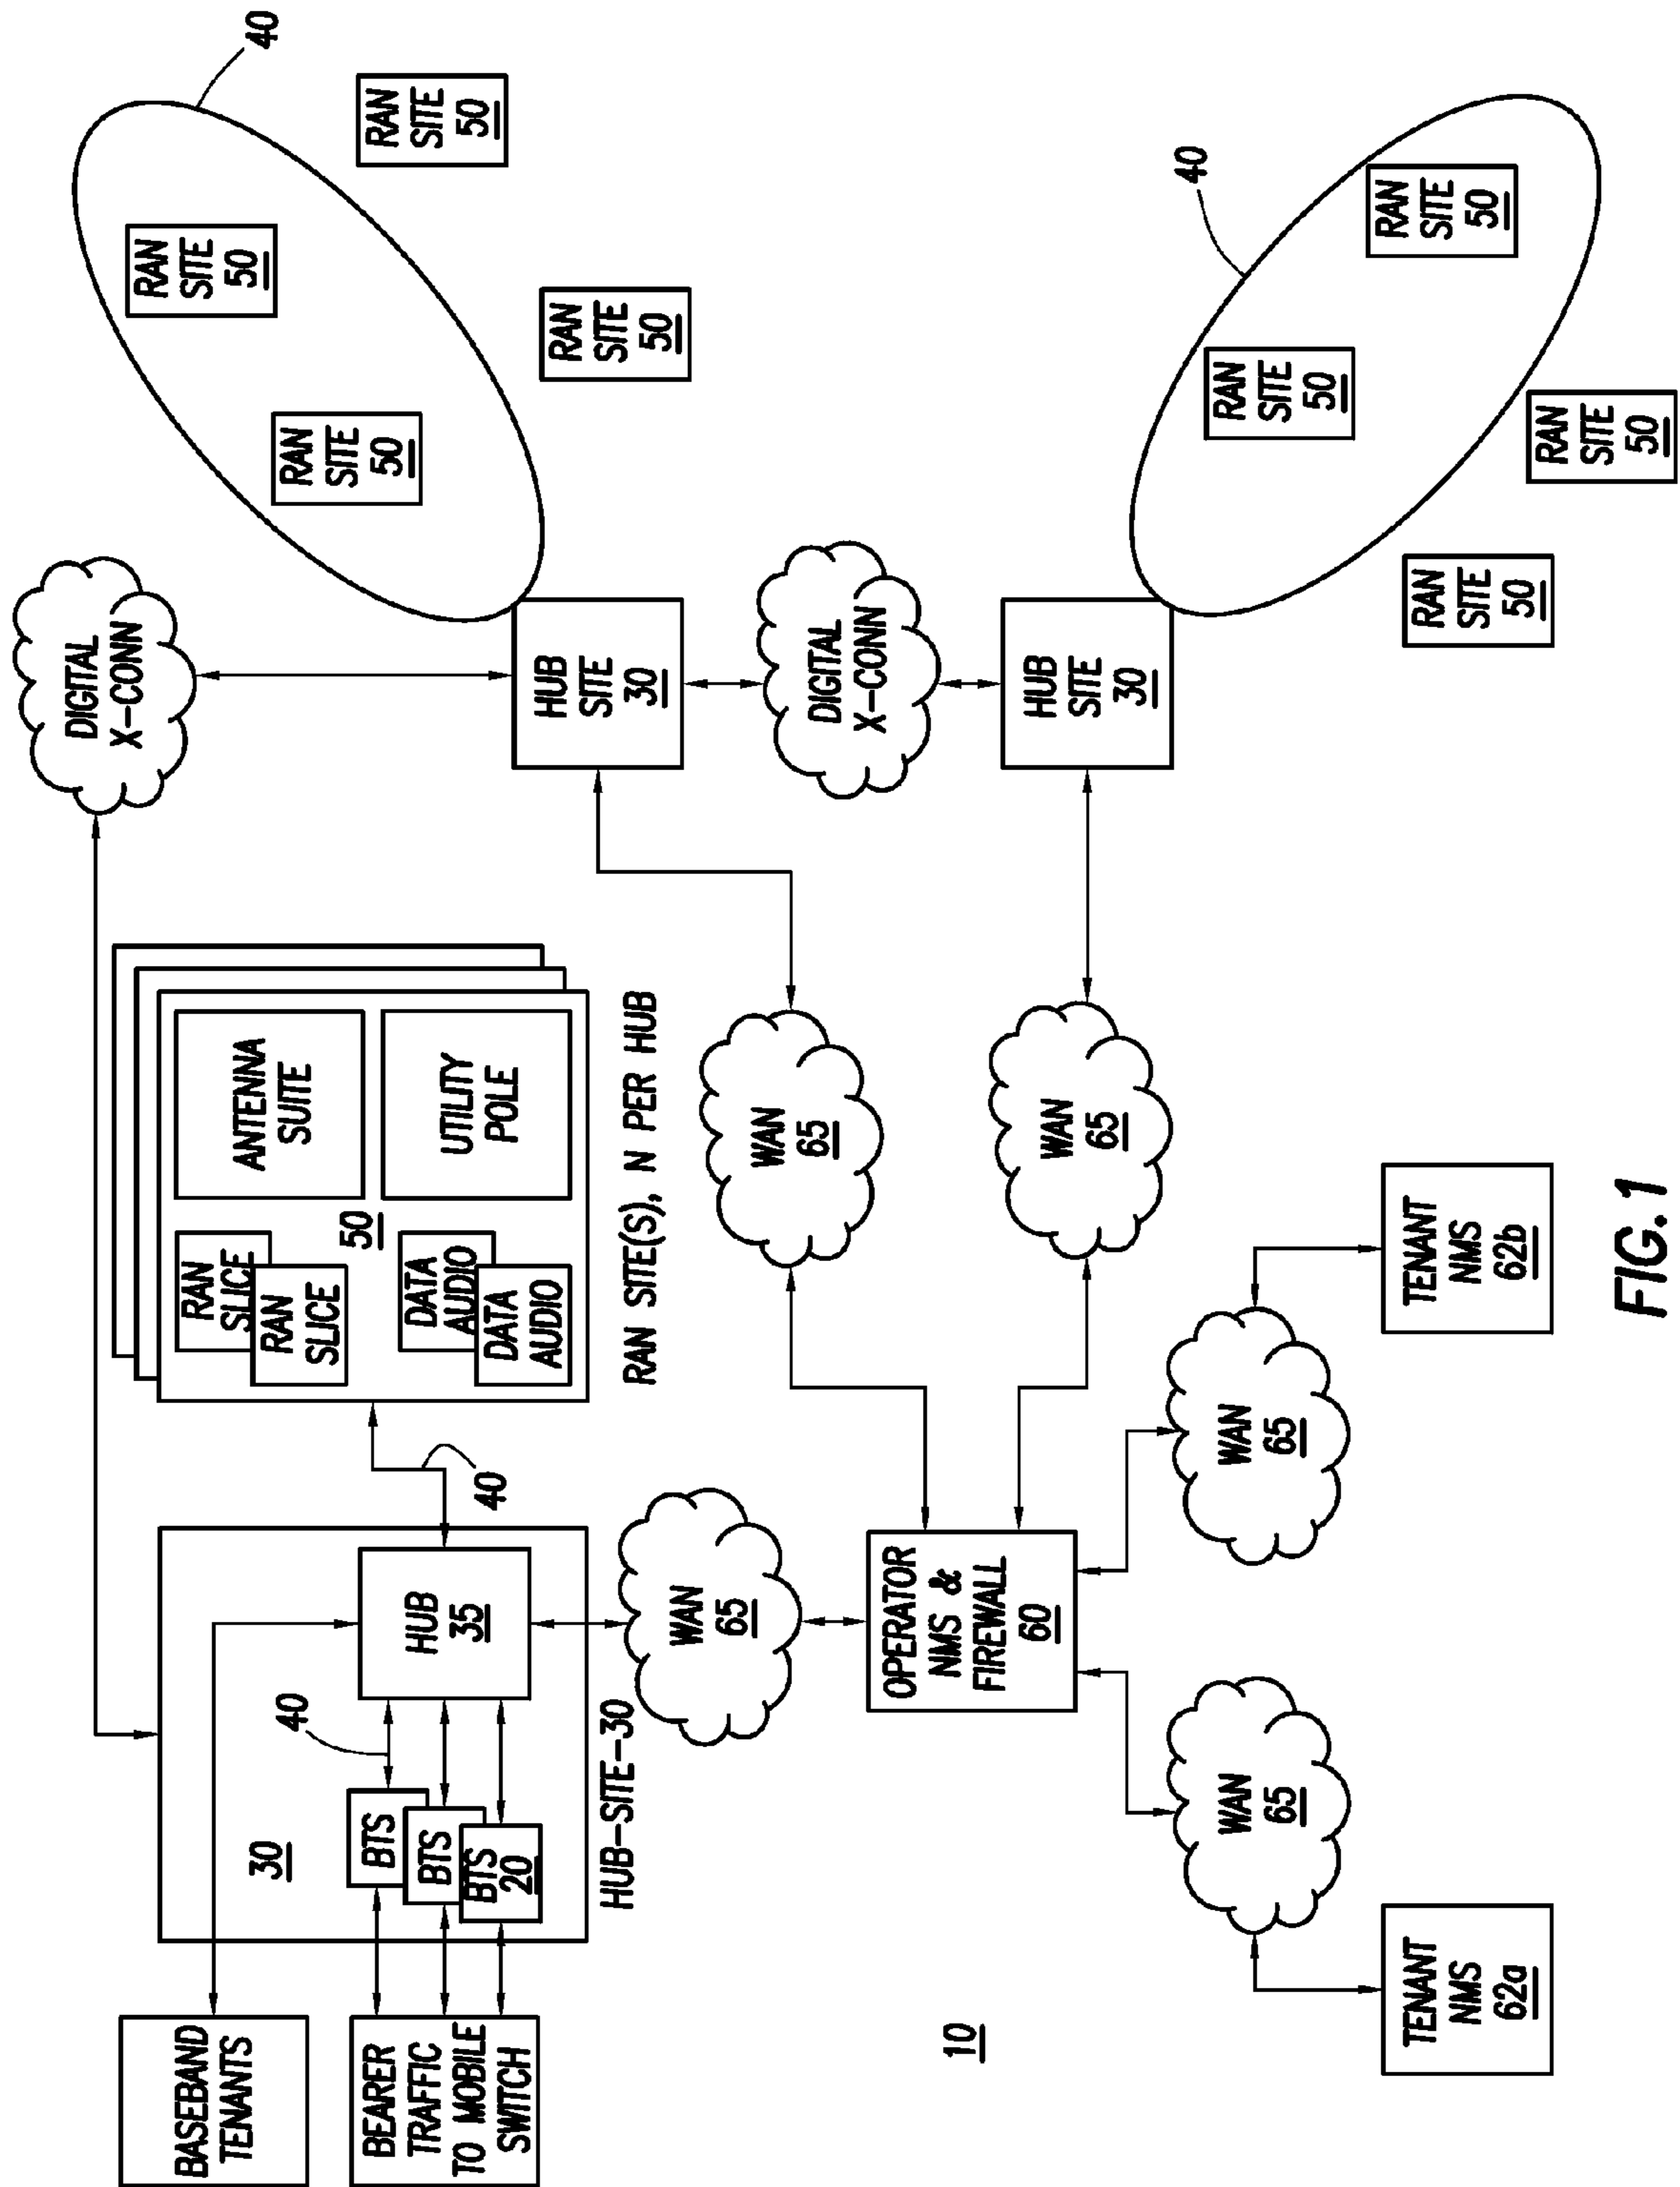 BASEBAND
TENANTS
BEARER
TRAFFIC
TO MOBILE
SWITCH
30
BTS
BTS
BTS
20
40
HUB
35
HUB-SITE-30
40
RAN
SLICE
RAN
SLICE
50
DATA
AUDIO
DATA
AUDIO
ANTENNA
SUITE
UTILITY
POLE
RAN SITE(S), N PER HUB
DIGITAL
X-CONN
HUB
SITE
30
DIGITAL
X-CONN
HUB
SITE
30
40
RAN
SITE
50
RAN
SITE
50
RAN
SITE
50
RAN
SITE
50
40
RAN
SITE
50
RAN
SITE
50
RAN
SITE
50
RAN
SITE
50
WAN
65
WAN
65
WAN
65
OPERATOR
NMS &
FIREWALL
60
WAN
65
WAN
65
TENANT
NMS
62a
TENANT
NMS
62b
10
FIG. 1